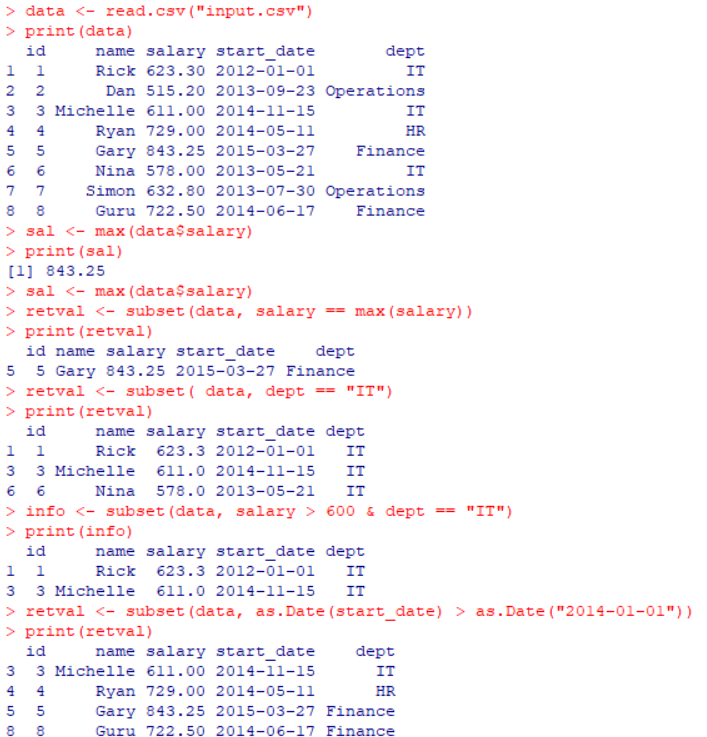 > data <- read.csv("input.csv")
> print(data)
  id     name salary start_date       dept
1  1     Rick 623.30 2012-01-01         IT
2  2      Dan 515.20 2013-09-23 Operations
3  3 Michelle 611.00 2014-11-15         IT
4  4     Ryan 729.00 2014-05-11         HR
5  5     Gary 843.25 2015-03-27    Finance
6  6     Nina 578.00 2013-05-21         IT
7  7    Simon 632.80 2013-07-30 Operations
8  8     Guru 722.50 2014-06-17    Finance
> sal <- max(data$salary)
> print(sal)
[1] 843.25
> sal <- max(data$salary)
> retval <- subset(data, salary == max(salary))
> print(retval)
  id name salary start_date    dept
5  5 Gary 843.25 2015-03-27 Finance
> retval <- subset( data, dept == "IT")
> print(retval)
  id     name salary start_date dept
1  1     Rick  623.3 2012-01-01   IT
3  3 Michelle  611.0 2014-11-15   IT
6  6     Nina  578.0 2013-05-21   IT
> info <- subset(data, salary > 600 & dept == "IT")
> print(info)
  id     name salary start_date dept
1  1     Rick  623.3 2012-01-01   IT
3  3 Michelle  611.0 2014-11-15   IT
> retval <- subset(data, as.Date(start_date) > as.Date("2014-01-01"))
> print(retval)
  id     name salary start_date    dept
3  3 Michelle 611.00 2014-11-15      IT
4  4     Ryan 729.00 2014-05-11      HR
5  5     Gary 843.25 2015-03-27 Finance
8  8     Guru 722.50 2014-06-17 Finance